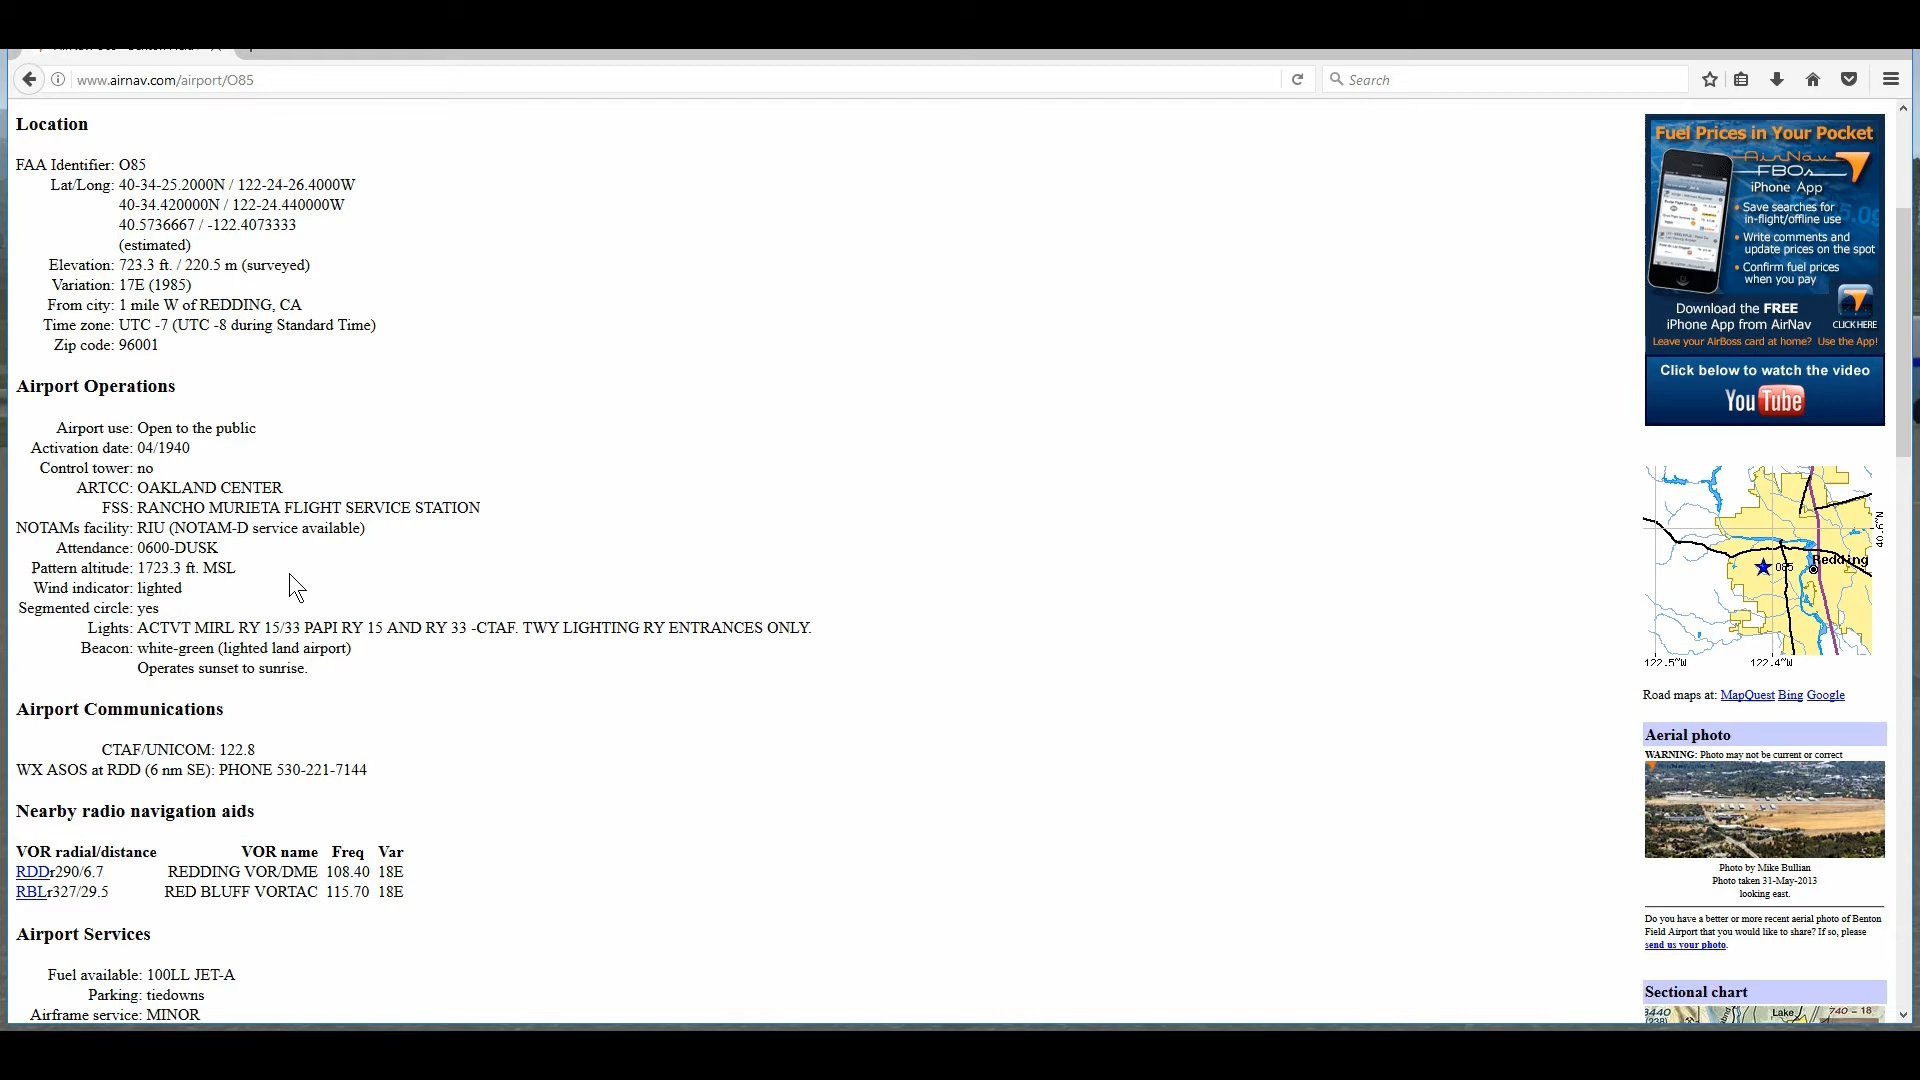 www.airnav.com/airport/O85
Search
Location
FAA Identifier: O85
Lat/Long: 40-34-25.2000N / 122-24-26.4000W
40-34.420000N / 122-24.440000W
40.5736667 / -122.4073333
(estimated)
Elevation: 723.3 ft. / 220.5 m (surveyed)
Variation: 17E (1985)
From city: 1 mile W of REDDING, CA
Time zone: UTC -7 (UTC -8 during Standard Time)
Zip code: 96001
Airport Operations
Airport use: Open to the public
Activation date: 04/1940
Control tower: no
ARTCC: OAKLAND CENTER
FSS: RANCHO MURIETA FLIGHT SERVICE STATION
NOTAMs facility: RIU (NOTAM-D service available)
Attendance: 0600-DUSK
Pattern altitude: 1723.3 ft. MSL
Wind indicator: lighted
Segmented circle: yes
Lights: ACTVT MIRL RY 15/33 PAPI RY 15 AND RY 33 -CTAF. TWY LIGHTING RY ENTRANCES ONLY.
Beacon: white-green (lighted land airport)
Operates sunset to sunrise.
Airport Communications
CTAF/UNICOM: 122.8
WX ASOS at RDD (6 nm SE): PHONE 530-221-7144
Nearby radio navigation aids
VOR radial/distance VOR name Freq Var
RDDr290/6.7 REDDING VOR/DME 108.40 18E
RBLr327/29.5 RED BLUFF VORTAC 115.70 18E
Airport Services
Fuel available: 100LL JET-A
Parking: tiedowns
Airframe service: MINOR
Fuel Prices in Your Pocket
AirNav
FBOs
iPhone App
• Save searches for
in-flight/offline use
• Write comments and
update prices on the spot
• Confirm fuel prices
when you pay
Download the FREE
iPhone App from AirNav
CLICK HERE
Leave your AirBoss card at home? Use the App!
Click below to watch the video
YouTube
Redding
O85
40.6°N
122.5°W 122.4°W
Road maps at: MapQuest Bing Google
Aerial photo
WARNING: Photo may not be current or correct
Photo by Mike Bullian
Photo taken 31-May-2013
looking east.
Do you have a better or more recent aerial photo of Benton
Field Airport that you would like to share? If so, please
send us your photo.
Sectional chart
Lake
740 - 18